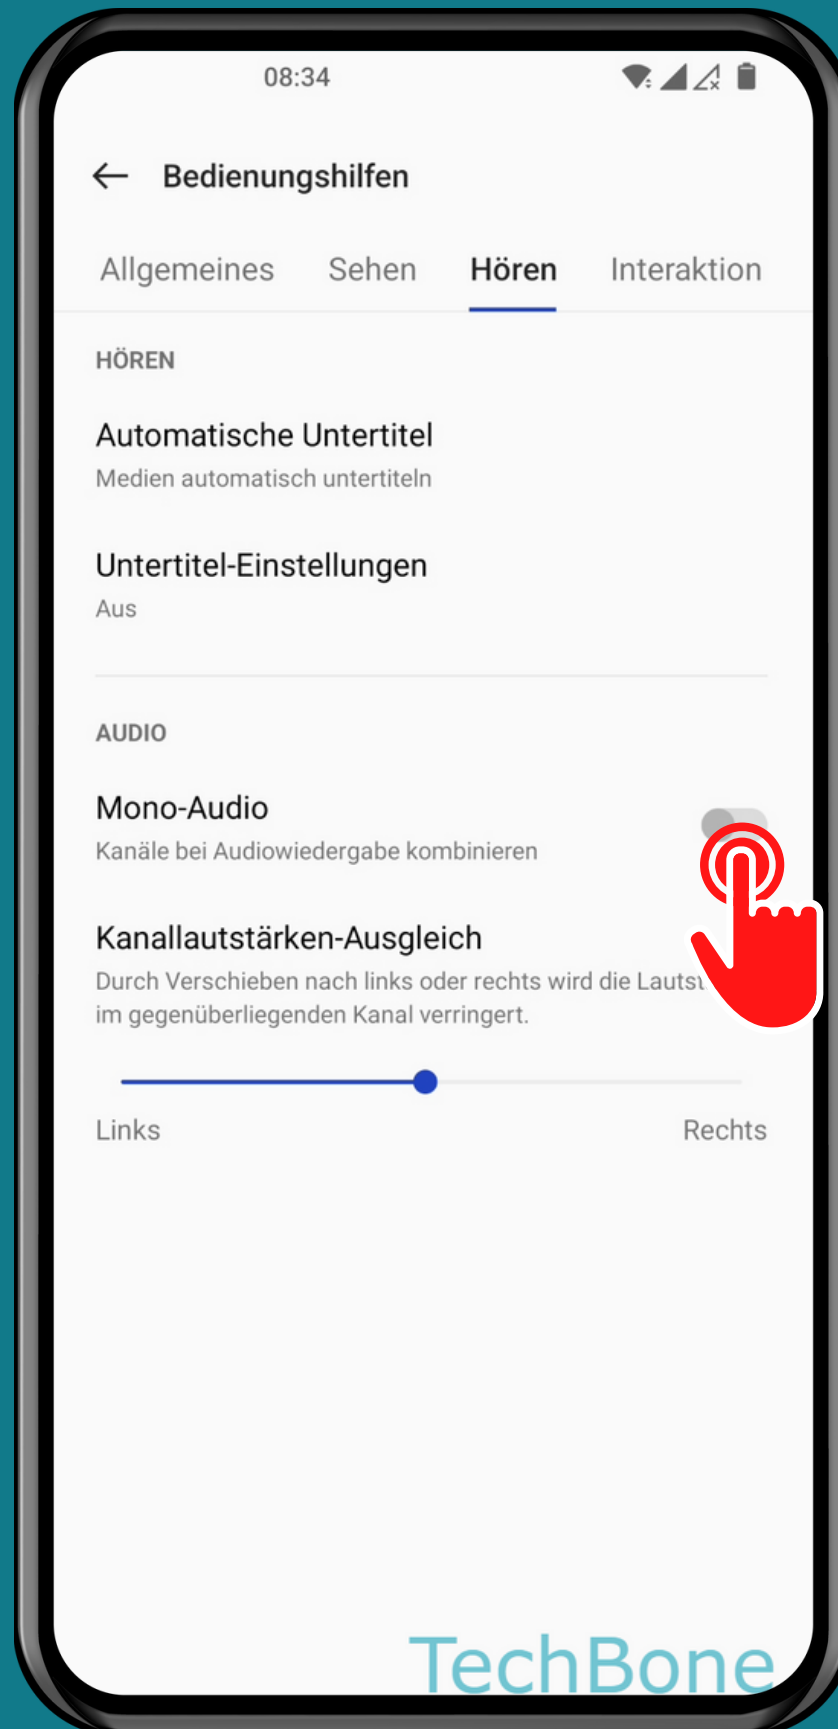 08:34
Bedienungshilfen
Allgemeines Sehen Hören Interaktion
HÖREN
Automatische Untertitel
Medien automatisch untertiteln
Untertitel-Einstellungen
Aus
AUDIO
Mono-Audio
Kanäle bei Audiowiedergabe kombinieren
Kanallautstärken-Ausgleich
Durch Verschieben nach links oder rechts wird die
im gegenüberliegenden Kanal verringert.
Links Rechts
TechBone